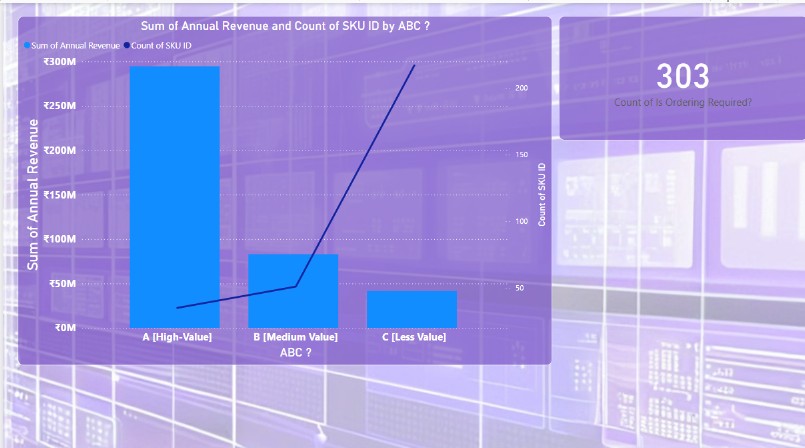 Sum of Annual Revenue and Count of SKU ID by ABC ?
Sum of Annual Revenue Count of SKU ID
₹300M
₹250M
₹200M
₹150M
₹100M
₹50M
₹0M
Sum of Annual Revenue
200
150
100
50
Count of SKU ID
A [High-Value] B [Medium Value] C [Less Value]
ABC ?
303
Count of Is Ordering Required?